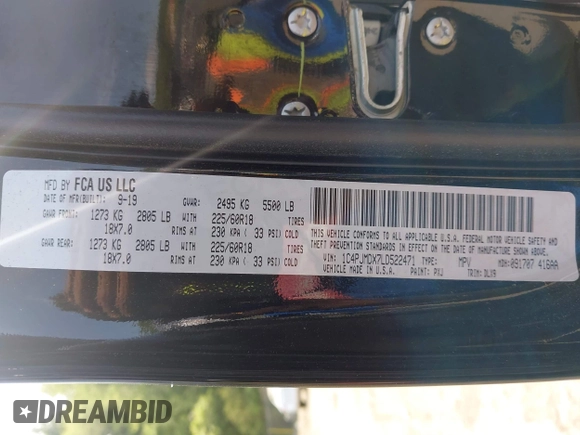 MFD BY FCA US LLC
DATE OF MFR(BUILT): 9-19 GVWR: 2495 KG 5500 LB
GAWR FRONT: 1273 KG 2805 LB WITH 225/60R18 TIRES
18X7.0 RIMS AT 230 KPA ( 33 PSI) COLD
GAWR REAR: 1273 KG 2805 LB WITH 225/60R18 TIRES
18X7.0 RIMS AT 230 KPA ( 33 PSI) COLD
THIS VEHICLE CONFORMS TO ALL APPLICABLE U.S.A. FEDERAL MOTOR VEHICLE SAFETY, BUMPER AND
THEFT PREVENTION STANDARDS IN EFFECT ON THE DATE OF MANUFACTURE SHOWN ABOVE.
VIN: 1C4PJMDX7LD522471 TYPE: MPV MDH: 091707 416AA
MADE IN U.S.A. PAINT: PXJ TRIM: DLX9
DREAMBID